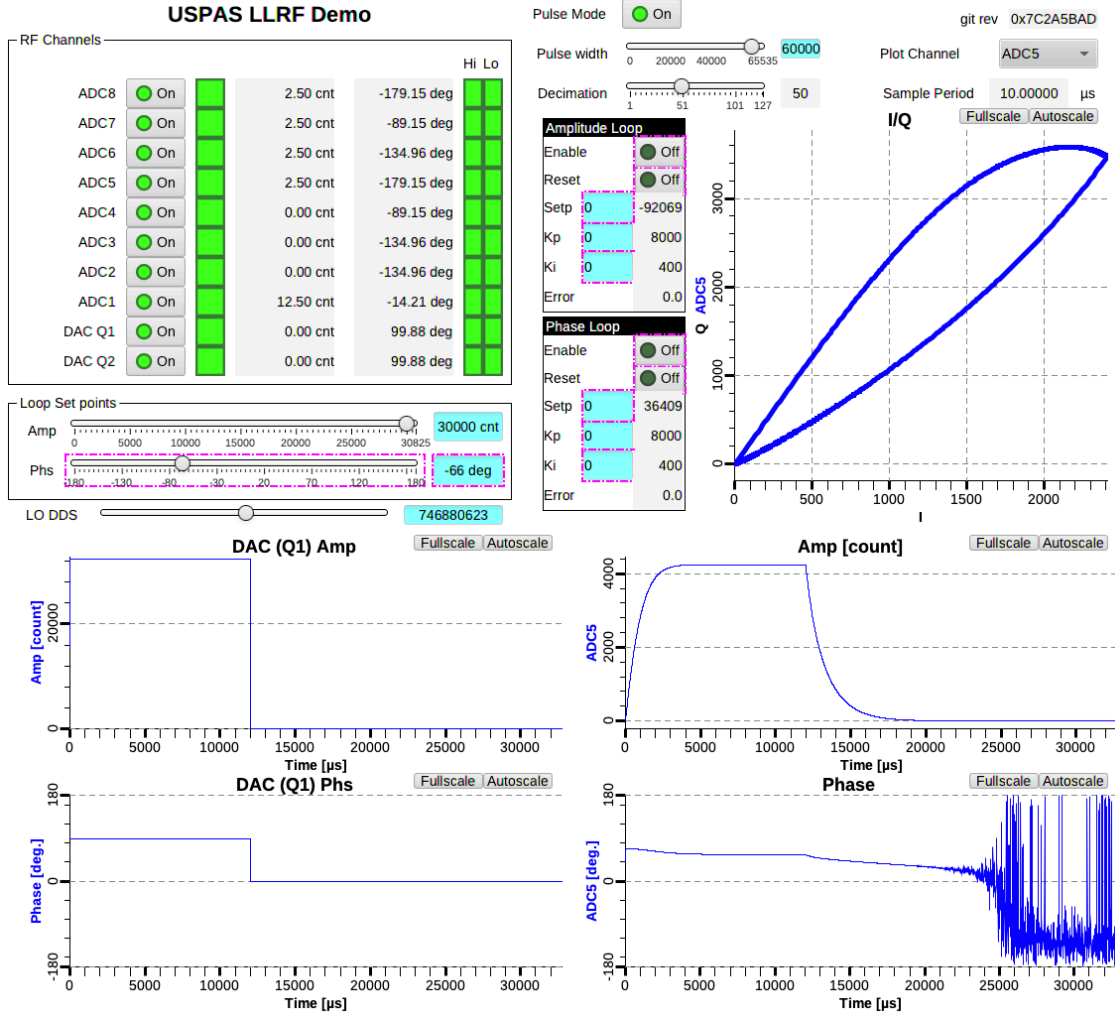 USPAS LLRF Demo
RF Channels
Hi Lo
ADC8 On 2.50 cnt -179.15 deg
ADC7 On 2.50 cnt -89.15 deg
ADC6 On 2.50 cnt -134.96 deg
ADC5 On 2.50 cnt -179.15 deg
ADC4 On 0.00 cnt -89.15 deg
ADC3 On 0.00 cnt -134.96 deg
ADC2 On 0.00 cnt -134.96 deg
ADC1 On 12.50 cnt -14.21 deg
DAC Q1 On 0.00 cnt 99.88 deg
DAC Q2 On 0.00 cnt 99.88 deg
Loop Set points
Amp 30000 cnt
0 5000 10000 15000 20000 25000 30825
Phs -66 deg
-180 -130 -80 -30 20 70 120 180
LO DDS 746880623
Pulse Mode On
Pulse width 60000
0 20000 40000 65535
Decimation 50
1 51 101 127
git rev 0x7C2A5BAD
Plot Channel ADC5
Sample Period 10.00000 µs
Amplitude Loop
Enable Off
Reset Off
Setp 0 -92069
Kp 0 8000
Ki 0 400
Error 0.0
Phase Loop
Enable Off
Reset Off
Setp 0 36409
Kp 0 8000
Ki 0 400
Error 0.0
I/Q Fullscale Autoscale
Q ADC5
3000
2000
1000
0
0 500 1000 1500 2000
I
DAC (Q1) Amp Fullscale Autoscale
Amp [count]
20000
0
0 5000 10000 15000 20000 25000 30000
Time [µs]
Amp [count] Fullscale Autoscale
ADC5
4000
2000
0
0 5000 10000 15000 20000 25000 30000
Time [µs]
DAC (Q1) Phs Fullscale Autoscale
Phase [deg.]
180
0
-180
0 5000 10000 15000 20000 25000 30000
Time [µs]
Phase Fullscale Autoscale
ADC5 [deg.]
180
0
-180
0 5000 10000 15000 20000 25000 30000
Time [µs]